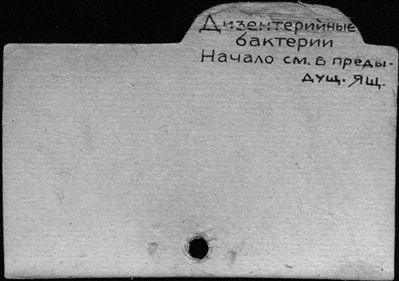 Дизентерийные
бактерии
Начало см. в преды-
дущ. ящ.